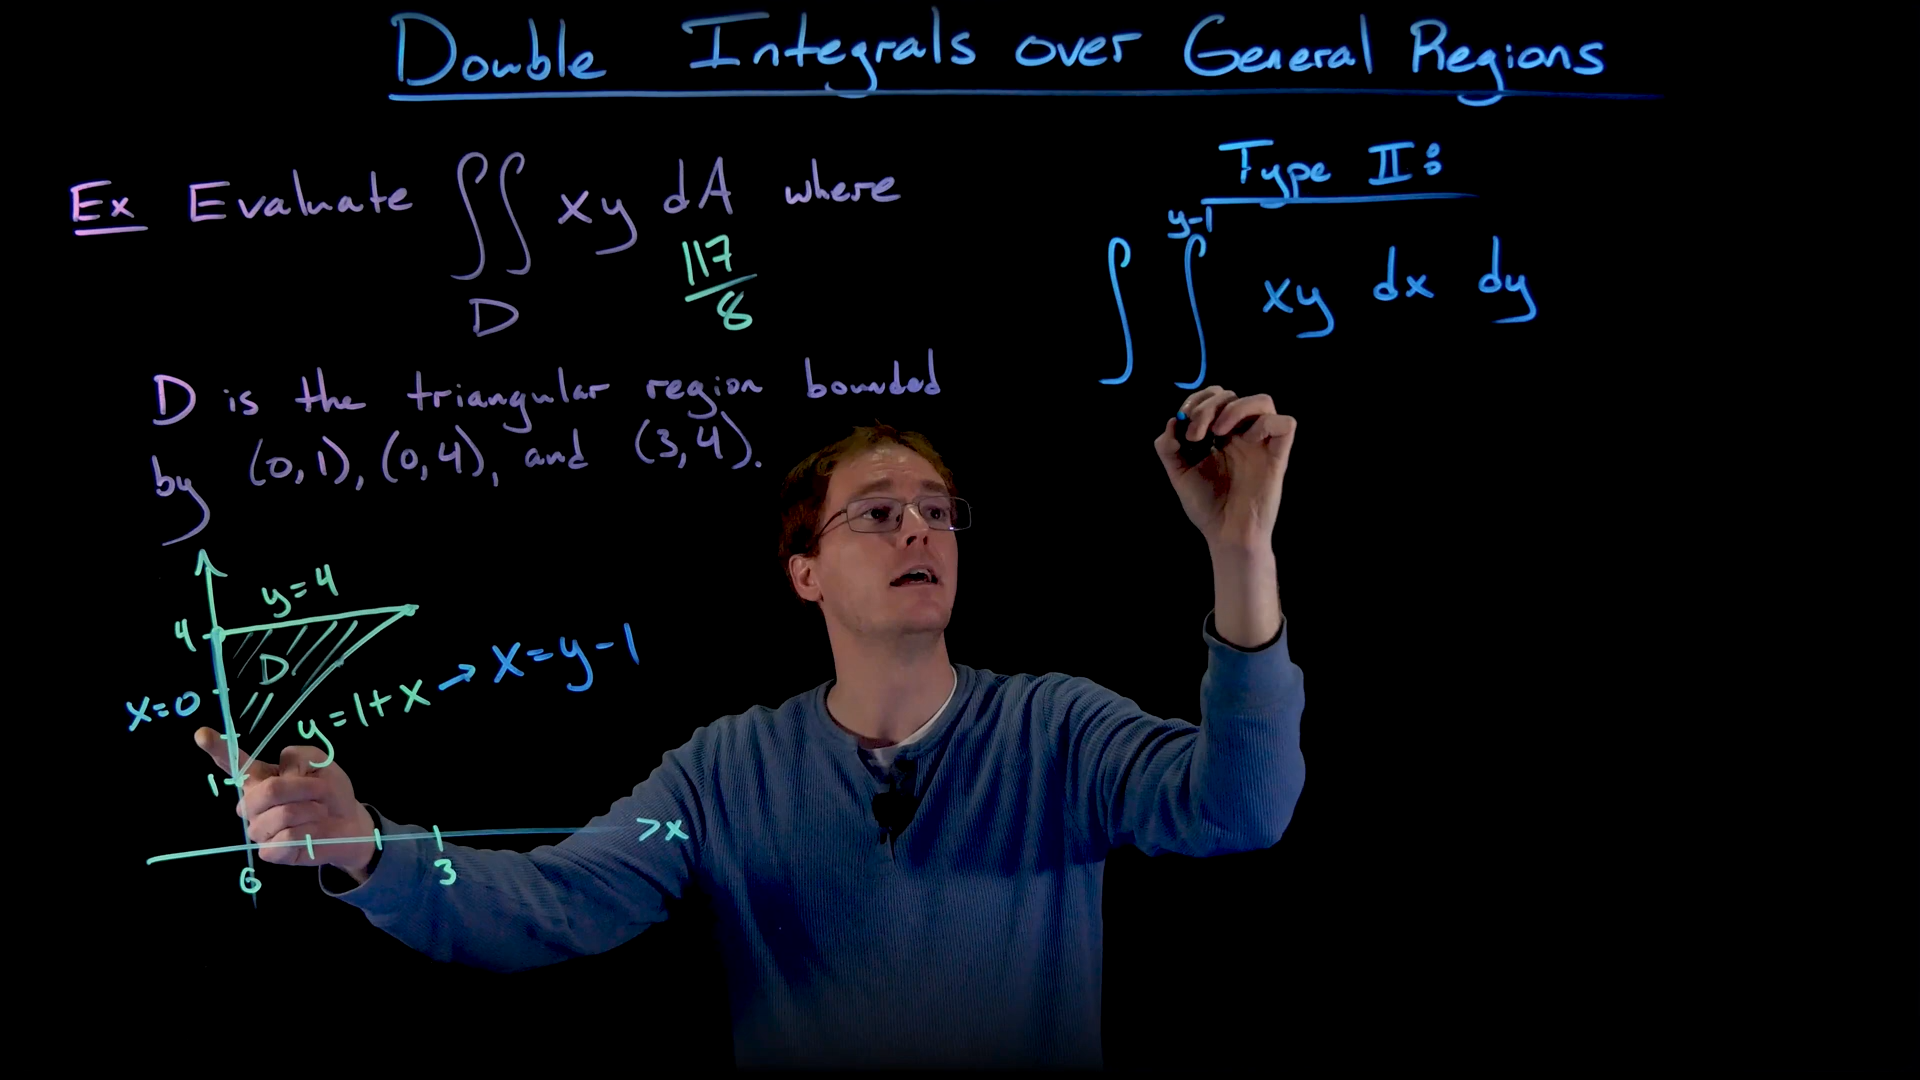 Double Integrals over General Regions
Ex Evaluate ∬ xy dA where
D
117
8
D is the triangular region bounded
by (0,1), (0,4), and (3,4).
y=4
4
D
x=0
y=1+x → x=y-1
1
>x
0
3
Type II:
y-1
∫ ∫ xy dx dy